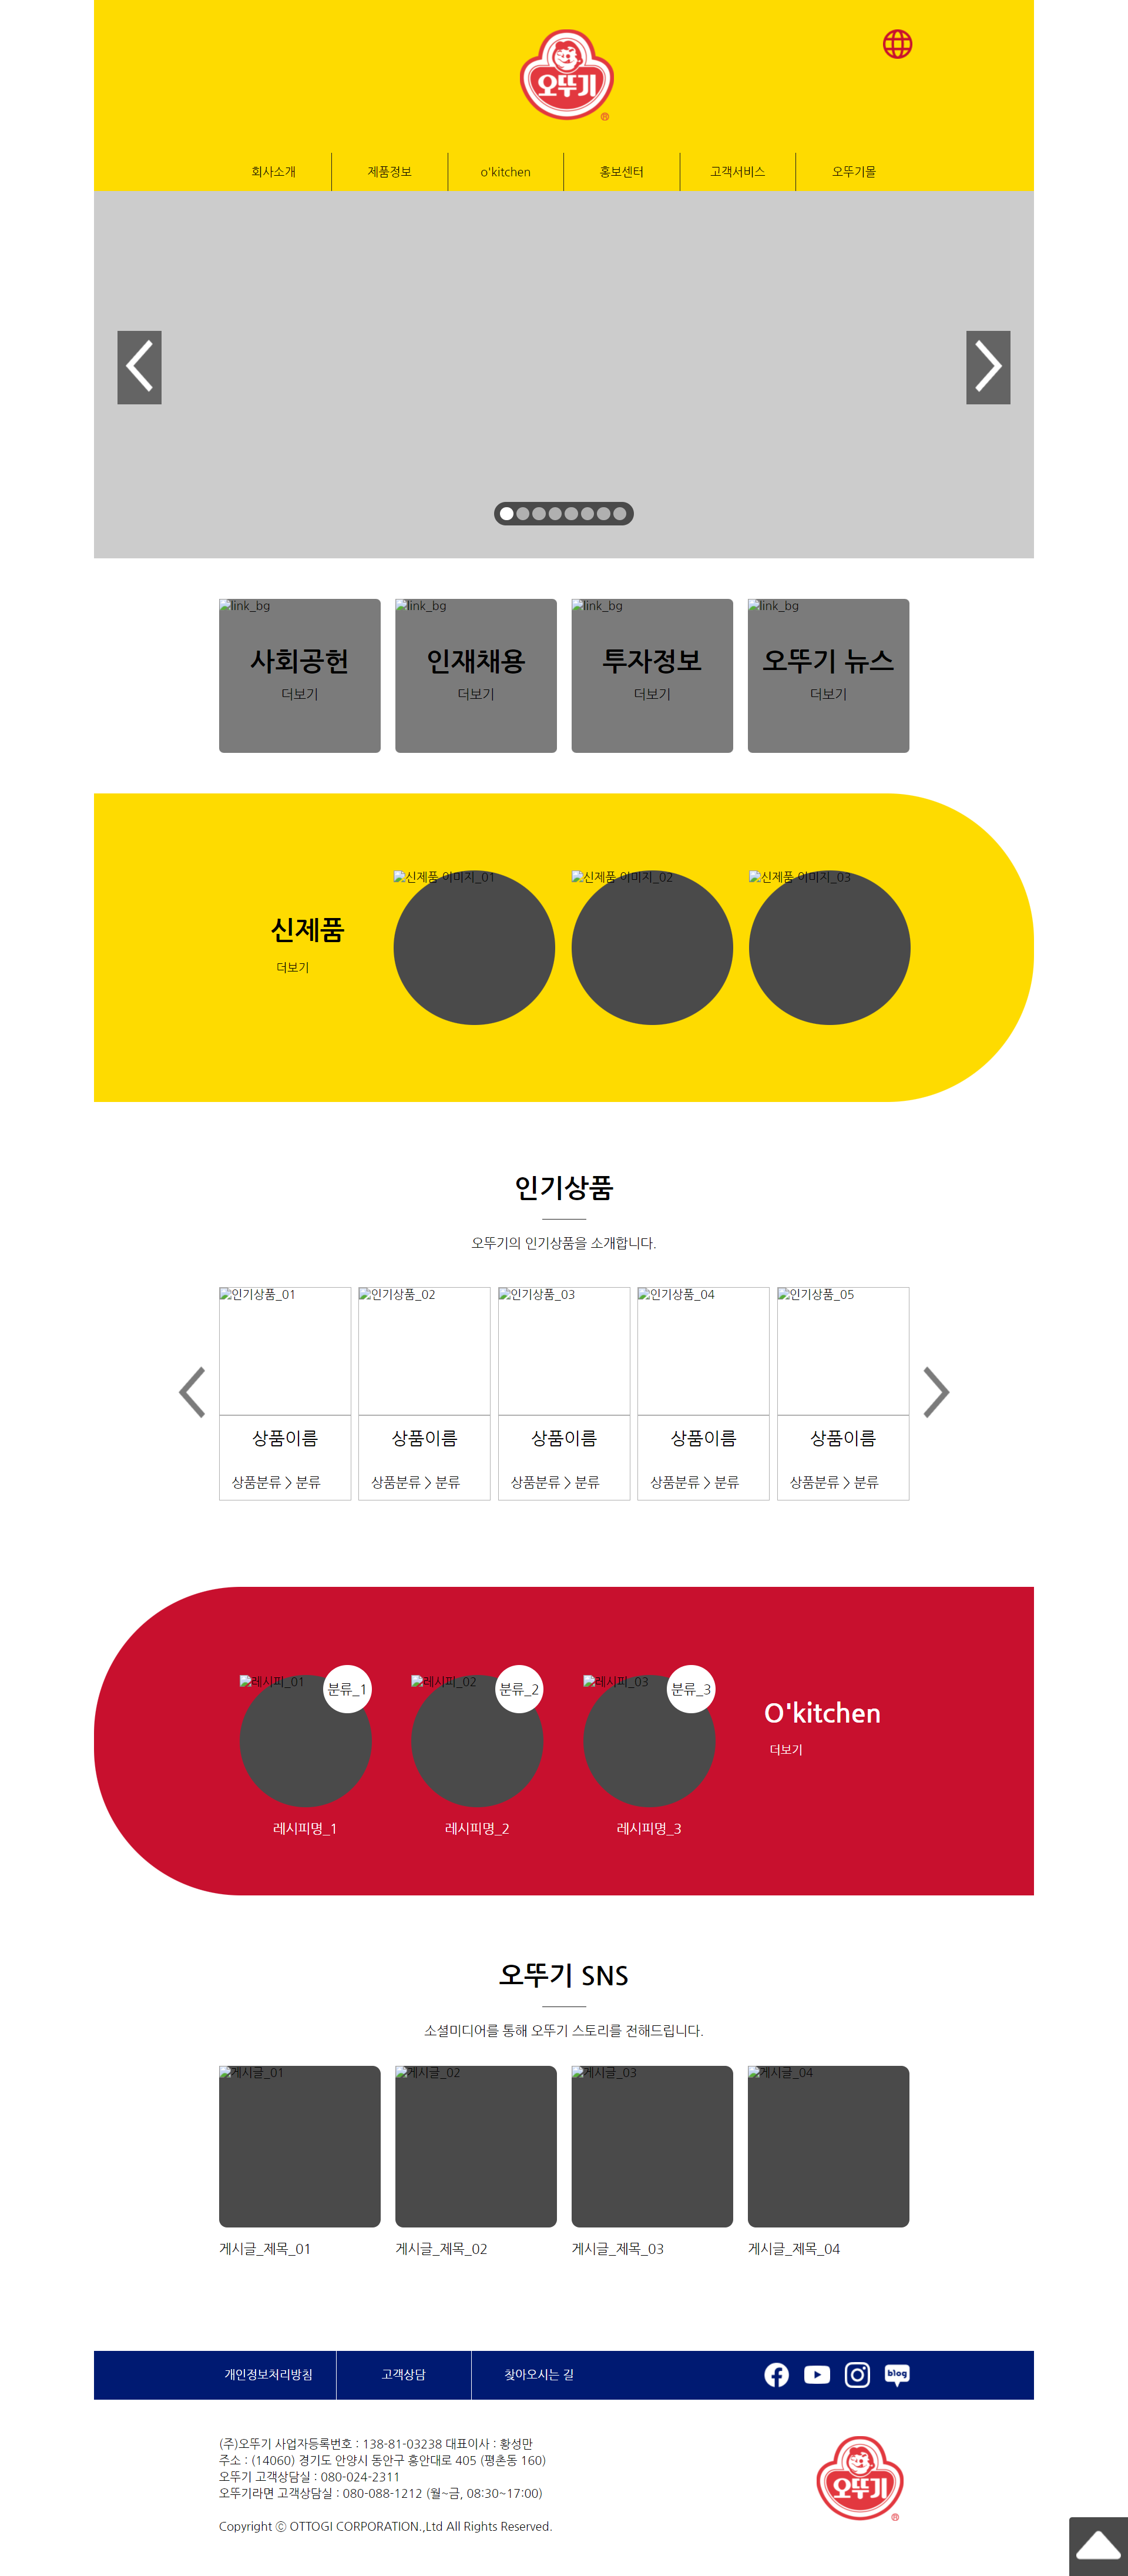 오뚜기
®
회사소개
제품정보
o'kitchen
홍보센터
고객서비스
오뚜기몰
link_bg
link_bg
link_bg
link_bg
사회공헌
더보기
인재채용
더보기
투자정보
더보기
오뚜기 뉴스
더보기
신제품
더보기
신제품 이미지_01
신제품 이미지_02
신제품 이미지_03
인기상품
오뚜기의 인기상품을 소개합니다.
인기상품_01
인기상품_02
인기상품_03
인기상품_04
인기상품_05
상품이름
상품이름
상품이름
상품이름
상품이름
상품분류 > 분류
상품분류 > 분류
상품분류 > 분류
상품분류 > 분류
상품분류 > 분류
레시피_01
분류_1
레시피_02
분류_2
레시피_03
분류_3
O'kitchen
더보기
레시피명_1
레시피명_2
레시피명_3
오뚜기 SNS
소셜미디어를 통해 오뚜기 스토리를 전해드립니다.
게시글_01
게시글_02
게시글_03
게시글_04
게시글_제목_01
게시글_제목_02
게시글_제목_03
게시글_제목_04
개인정보처리방침
고객상담
찾아오시는 길
blog
(주)오뚜기 사업자등록번호 : 138-81-03238 대표이사 : 황성만
주소 : (14060) 경기도 안양시 동안구 흥안대로 405 (평촌동 160)
오뚜기 고객상담실 : 080-024-2311
오뚜기라면 고객상담실 : 080-088-1212 (월~금, 08:30~17:00)
오뚜기
®
Copyright ⓒ OTTOGI CORPORATION.,Ltd All Rights Reserved.